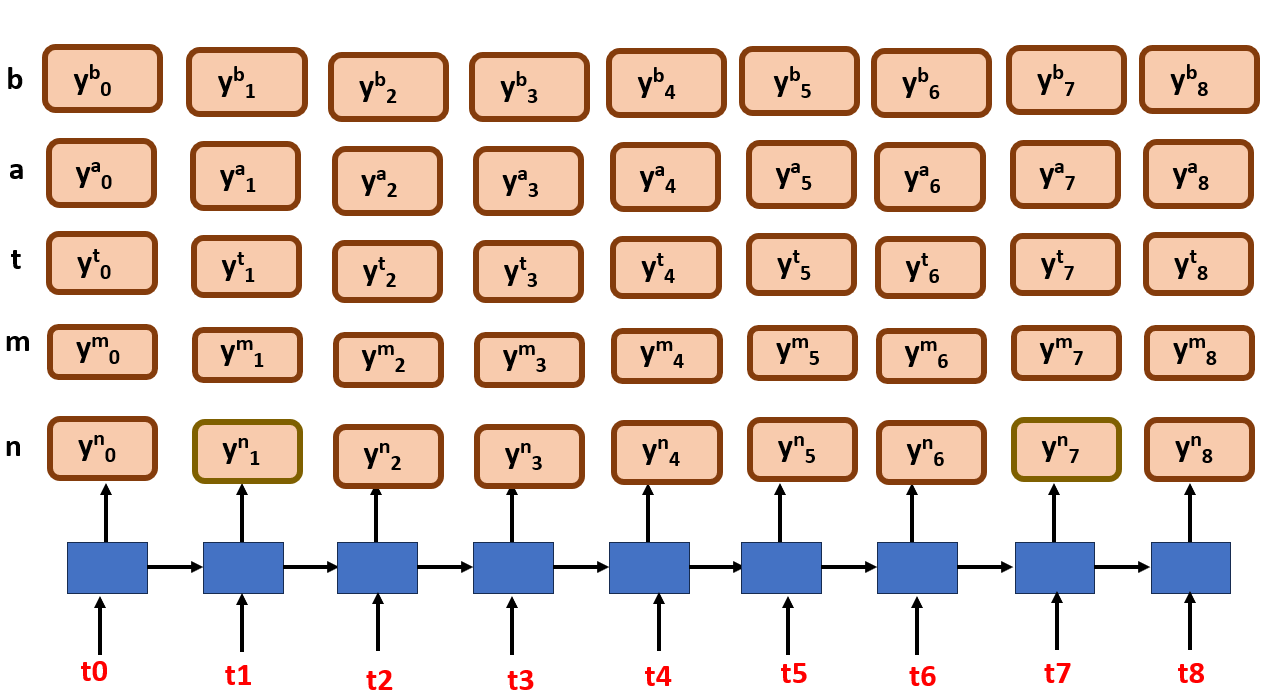 b y^b_0 y^b_1 y^b_2 y^b_3 y^b_4 y^b_5 y^b_6 y^b_7 y^b_8
a y^a_0 y^a_1 y^a_2 y^a_3 y^a_4 y^a_5 y^a_6 y^a_7 y^a_8
t y^t_0 y^t_1 y^t_2 y^t_3 y^t_4 y^t_5 y^t_6 y^t_7 y^t_8
m y^m_0 y^m_1 y^m_2 y^m_3 y^m_4 y^m_5 y^m_6 y^m_7 y^m_8
n y^n_0 y^n_1 y^n_2 y^n_3 y^n_4 y^n_5 y^n_6 y^n_7 y^n_8
t0 t1 t2 t3 t4 t5 t6 t7 t8